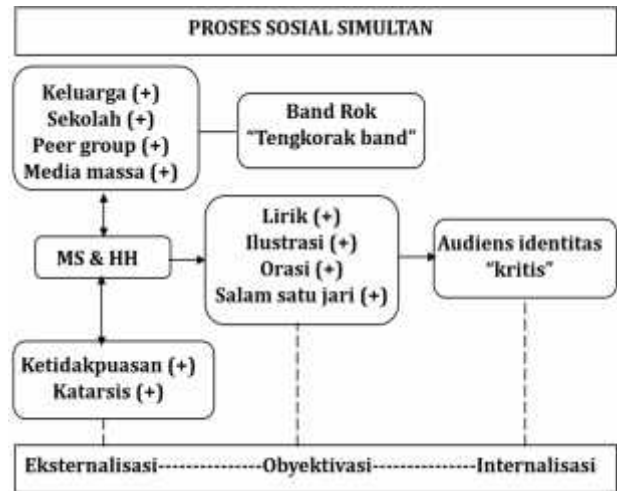 PROSES SOSIAL SIMULTAN
Keluarga (+)
Sekolah (+)
Peer group (+)
Media massa (+)
Band Rok
“Tengkorak band”
MS & HH
Lirik (+)
Ilustrasi (+)
Orasi (+)
Salam satu jari (+)
Audiens identitas
“kritis”
Ketidakpuasan (+)
Katarsis (+)
Eksternalisasi------------Obyektivasi------------Internalisasi